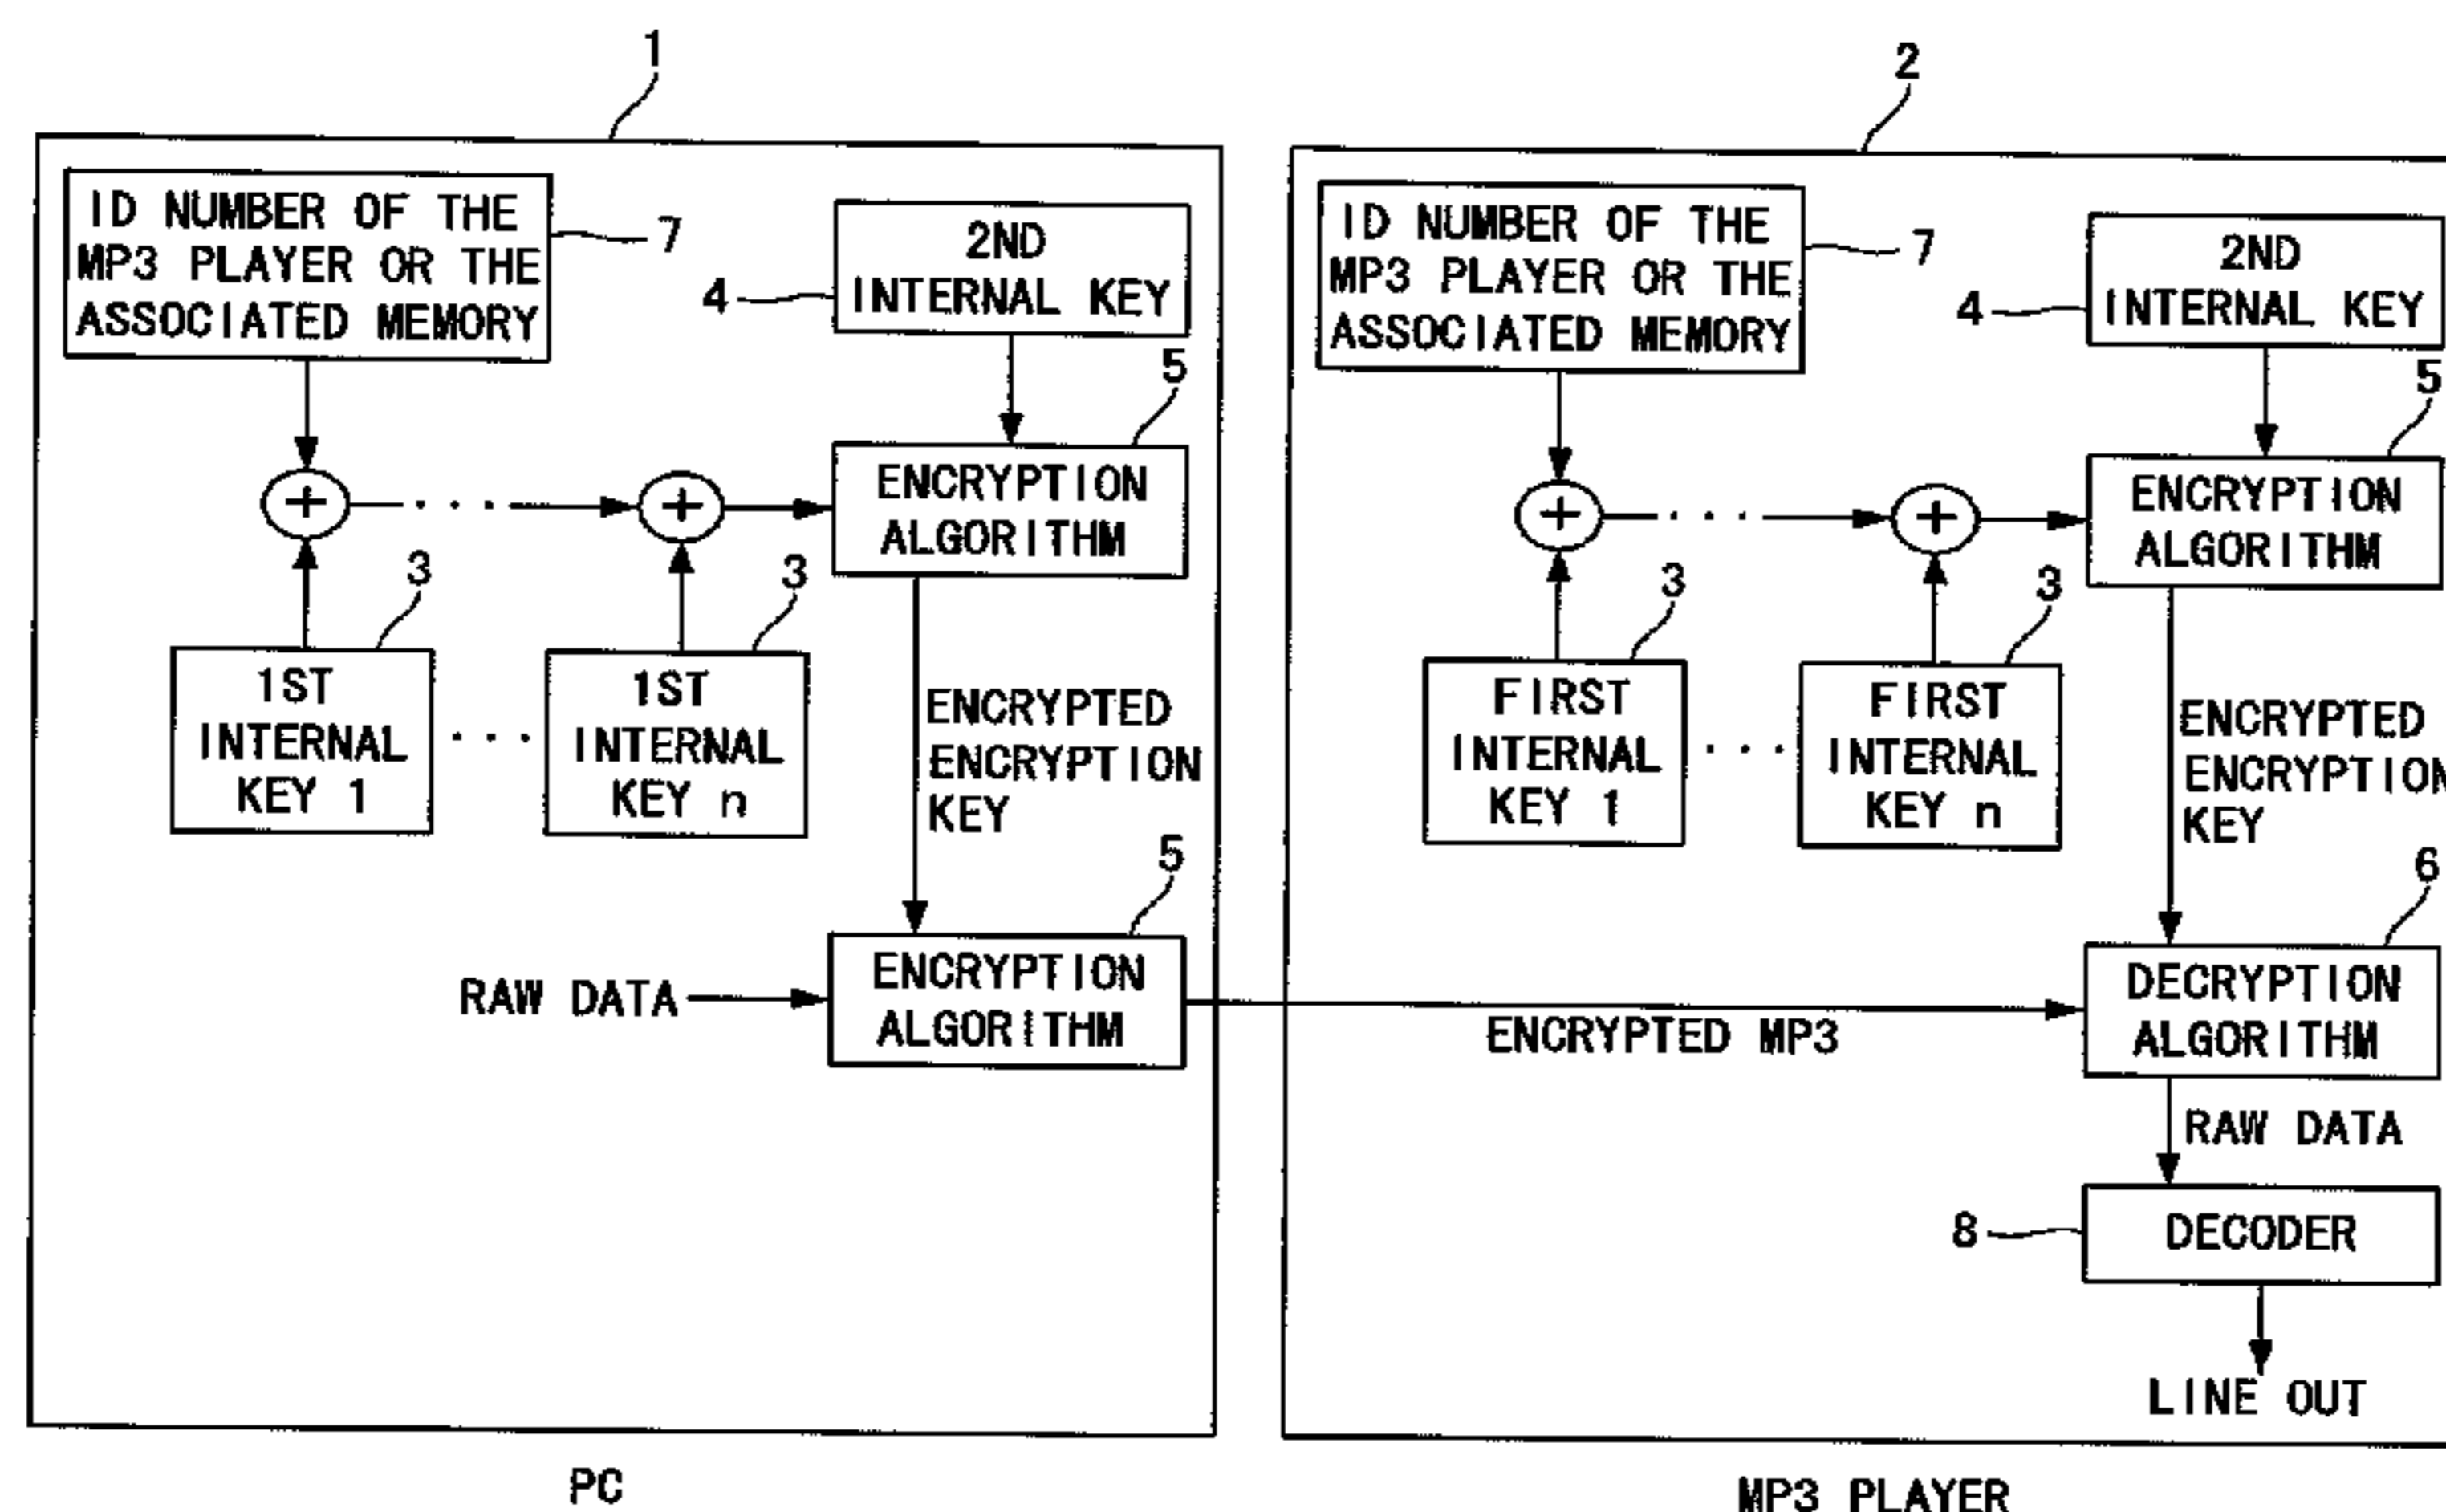 1
ID NUMBER OF THE
MP3 PLAYER OR THE
ASSOCIATED MEMORY
7
2ND
INTERNAL KEY
4
5
ENCRYPTION
ALGORITHM
+
+
3
3
1ST
INTERNAL
KEY 1
· · ·
1ST
INTERNAL
KEY n
ENCRYPTED
ENCRYPTION
KEY
5
RAW DATA
ENCRYPTION
ALGORITHM
PC
2
ID NUMBER OF THE
MP3 PLAYER OR THE
ASSOCIATED MEMORY
7
2ND
INTERNAL KEY
4
5
ENCRYPTION
ALGORITHM
+
+
3
3
FIRST
INTERNAL
KEY 1
· · ·
FIRST
INTERNAL
KEY n
ENCRYPTED
ENCRYPTION
KEY
6
ENCRYPTED MP3
DECRYPTION
ALGORITHM
RAW DATA
8
DECODER
LINE OUT
MP3 PLAYER